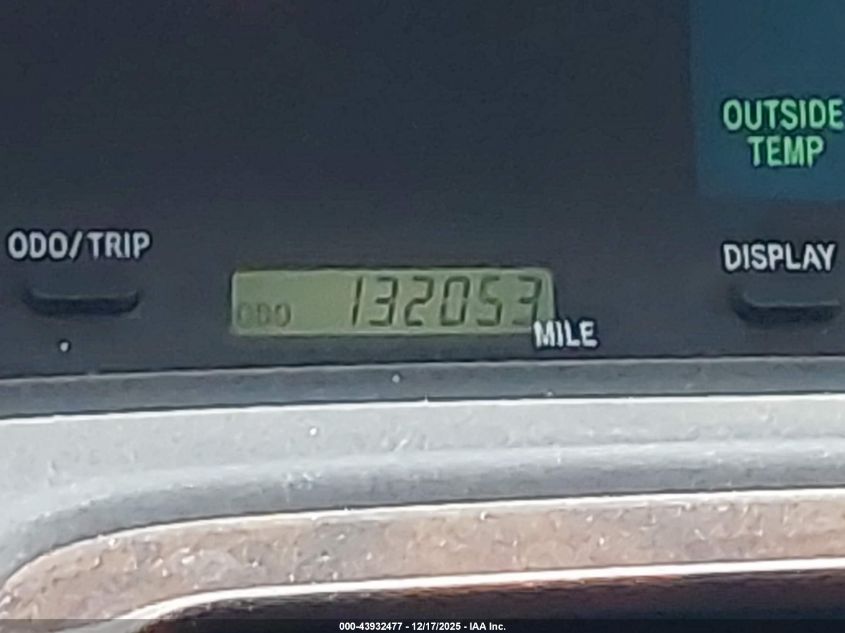 OUTSIDE
TEMP
ODO/TRIP
DISPLAY
ODO 132053
MILE
000-43932477 - 12/17/2025 - IAA Inc.